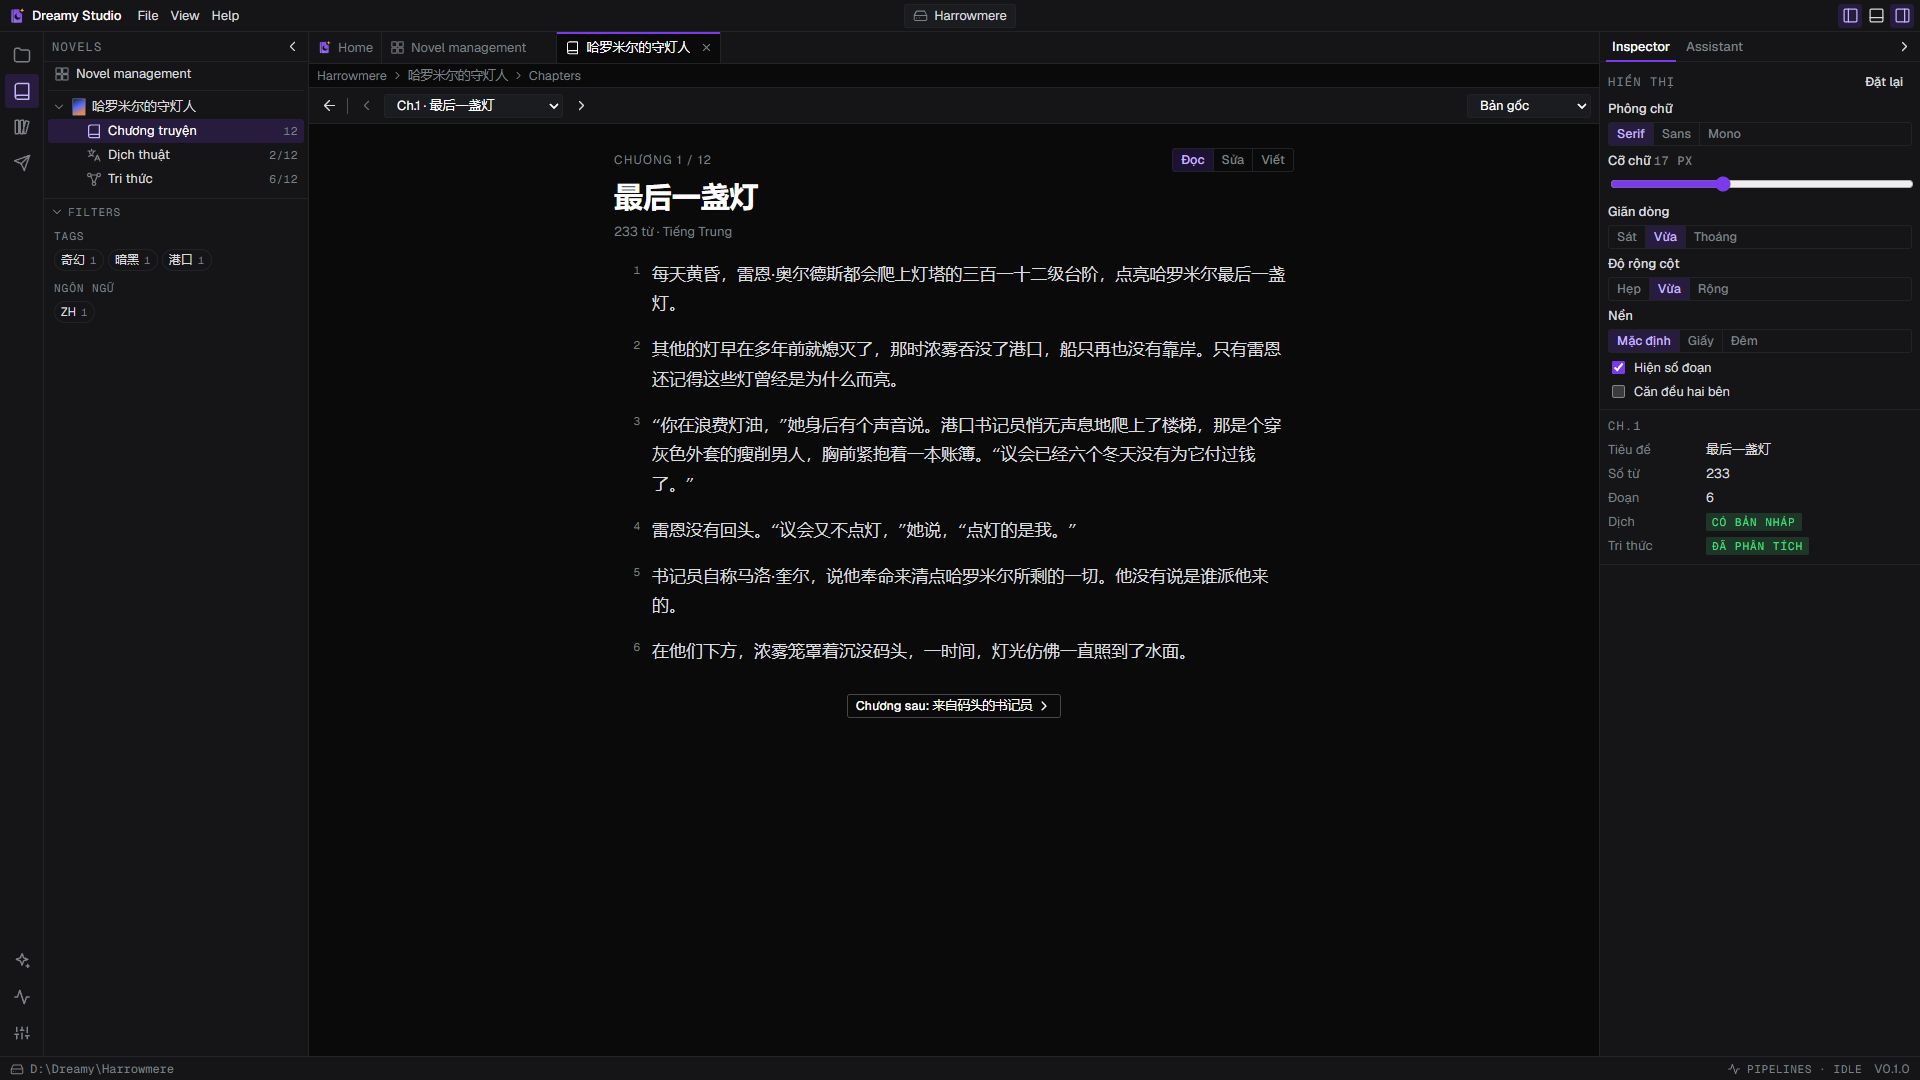 Dreamy Studio File View Help
Harrowmere
NOVELS
Novel management
哈罗米尔的守灯人
Chương truyện 12
Dịch thuật 2/12
Tri thức 6/12
FILTERS
TAGS
奇幻 1 暗黑 1 港口 1
NGÔN NGỮ
ZH 1
Home Novel management 哈罗米尔的守灯人
Harrowmere > 哈罗米尔的守灯人 > Chapters
Ch.1 · 最后一盏灯
Bản gốc
CHƯƠNG 1 / 12
Đọc Sửa Viết
最后一盏灯
233 từ · Tiếng Trung
1 每天黄昏，雷恩·奥尔德斯都会爬上灯塔的三百一十二级台阶，点亮哈罗米尔最后一盏
灯。
2 其他的灯早在多年前就熄灭了，那时浓雾吞没了港口，船只再也没有靠岸。只有雷恩
还记得这些灯曾经是为什么而亮。
3 “你在浪费灯油，”她身后有个声音说。港口书记员悄无声息地爬上了楼梯，那是个穿
灰色外套的瘦削男人，胸前紧抱着一本账簿。“议会已经六个冬天没有为它付过钱
了。”
4 雷恩没有回头。“议会又不点灯，”她说，“点灯的是我。”
5 书记员自称马洛·奎尔，说他奉命来清点哈罗米尔所剩的一切。他没有说是谁派他来
的。
6 在他们下方，浓雾笼罩着沉没码头，一时间，灯光仿佛一直照到了水面。
Chương sau: 来自码头的书记员
Inspector Assistant
HIỂN THỊ Đặt lại
Phông chữ
Serif Sans Mono
Cỡ chữ 17 PX
Giãn dòng
Sát Vừa Thoáng
Độ rộng cột
Hẹp Vừa Rộng
Nền
Mặc định Giấy Đêm
Hiện số đoạn
Căn đều hai bên
CH.1
Tiêu đề 最后一盏灯
Số từ 233
Đoạn 6
Dịch CÓ BẢN NHÁP
Tri thức ĐÃ PHÂN TÍCH
D:\Dreamy\Harrowmere
PIPELINES · IDLE V0.1.0